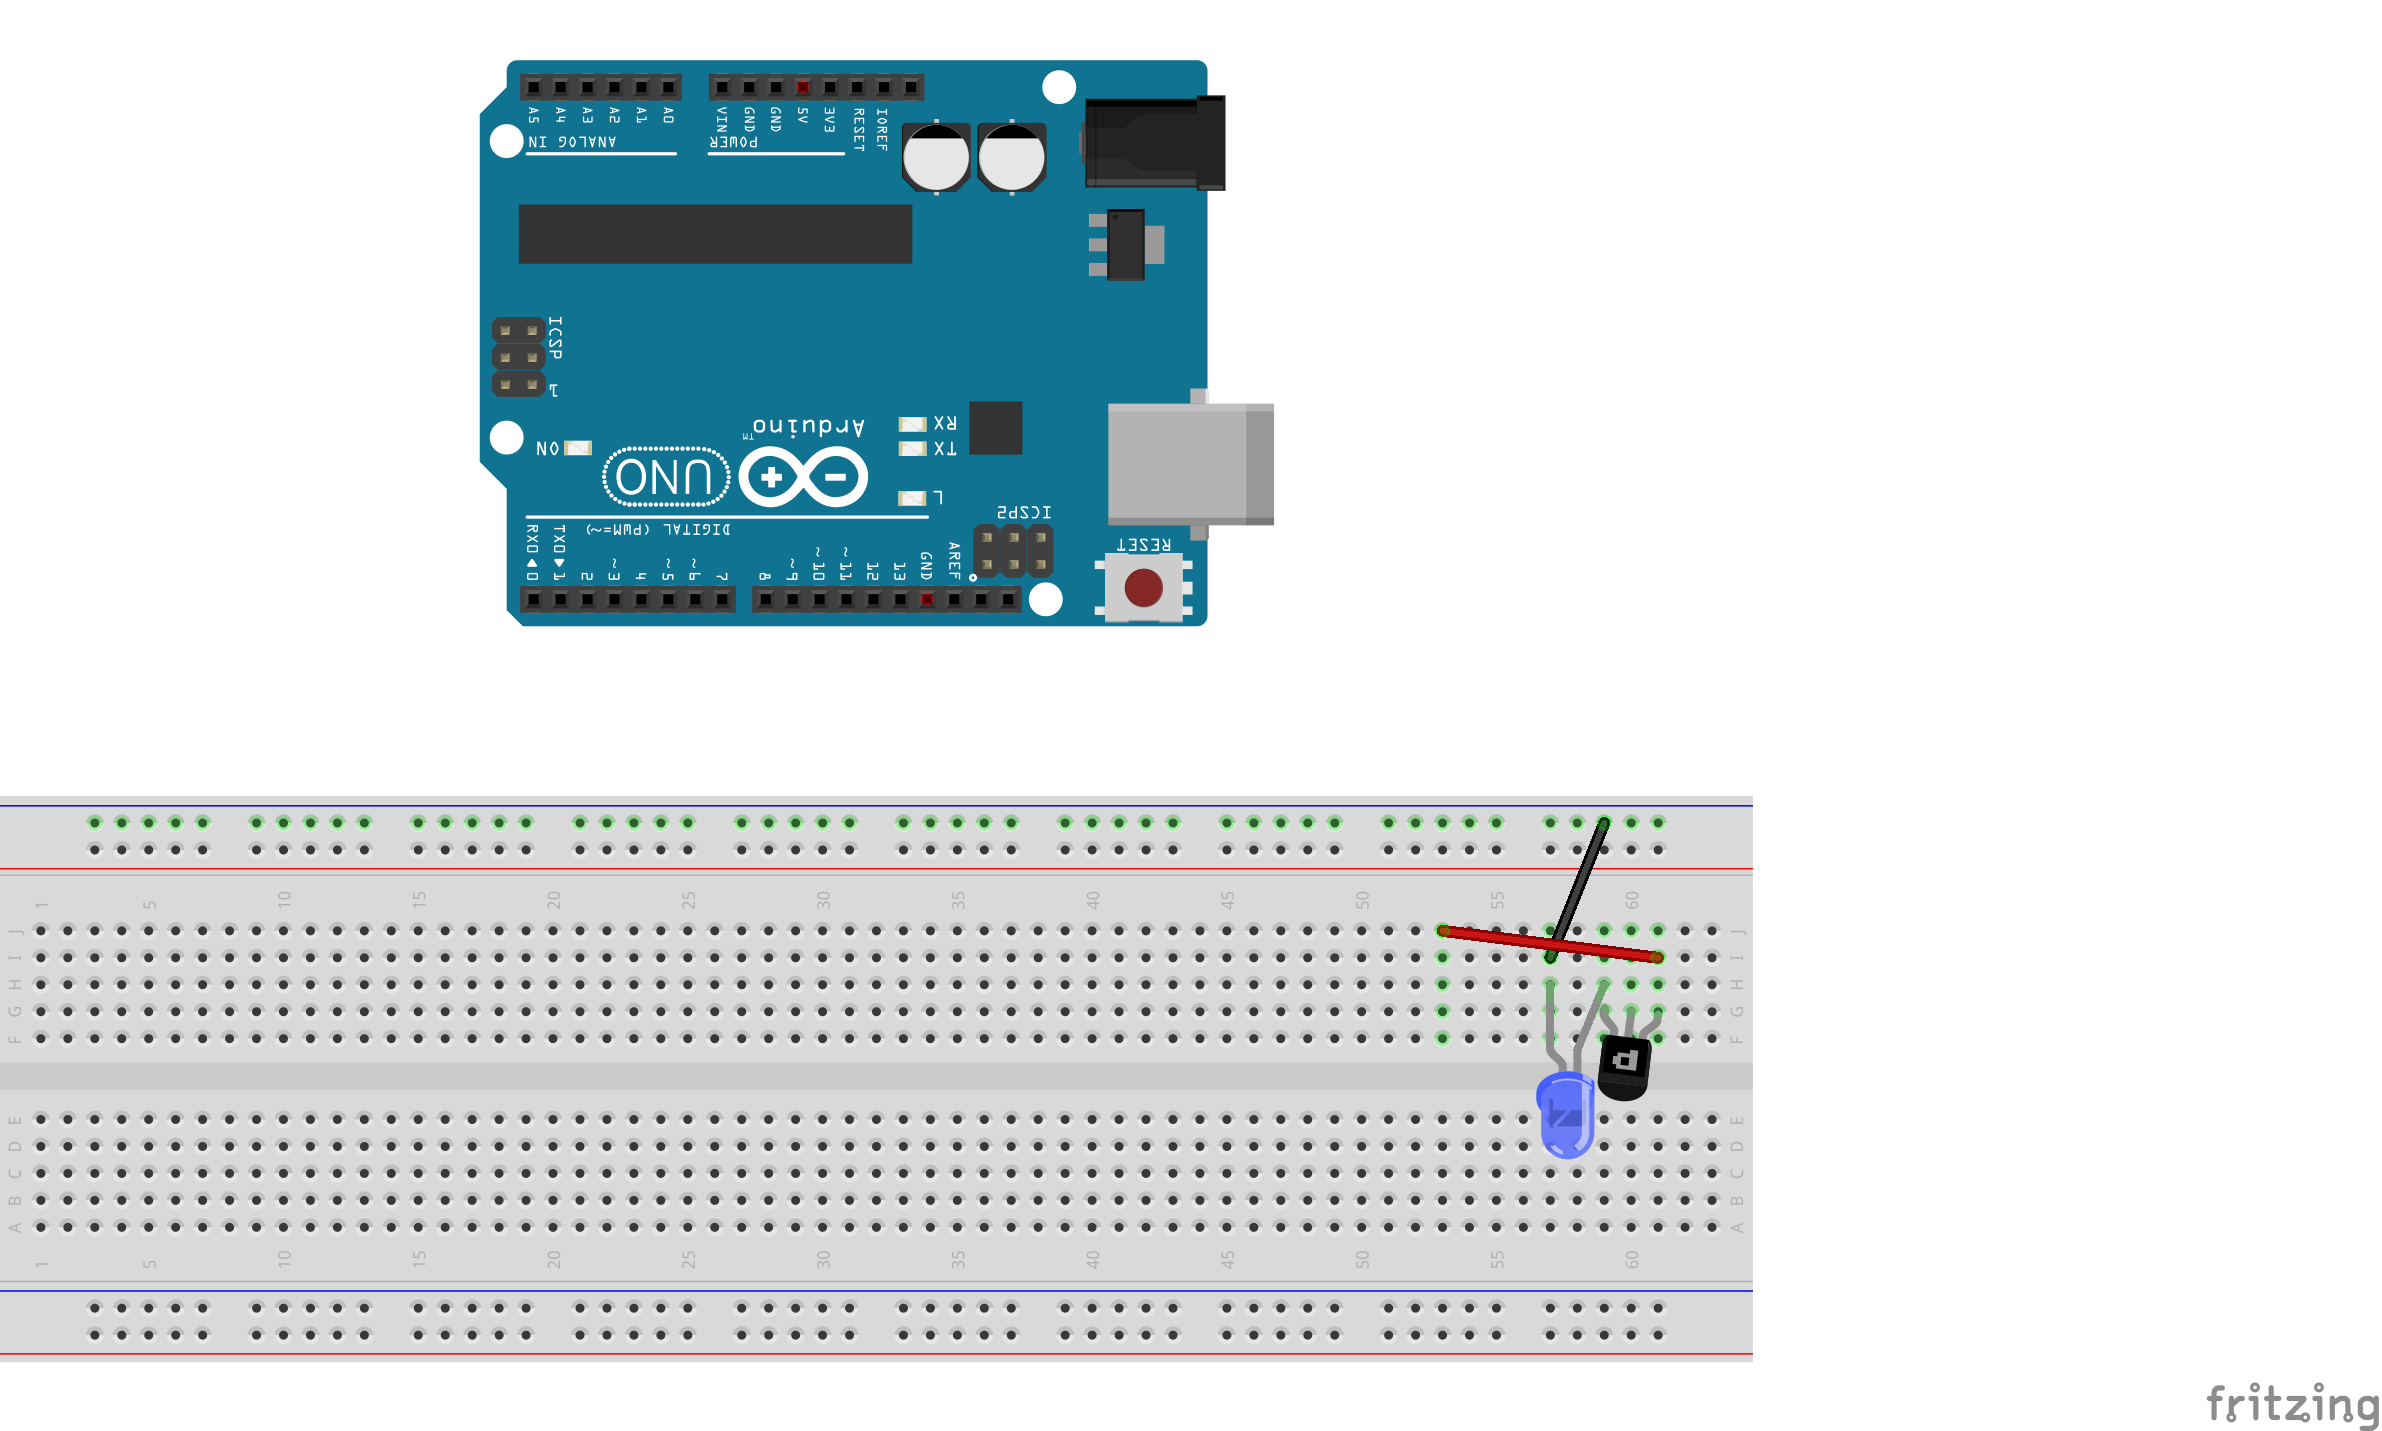 A5 A4 A3 A2 A1 A0 VIN GND GND 5V 3V3 RESET IOREF
ANALOG IN POWER
ICSP
1
Arduino
TM
RX
TX
ON
UNO
L
ICSP2
DIGITAL (PWM=~)
RESET
RX0◀0 TX0▶1 2 ~3 4 ~5 ~6 7 8 ~9 ~10 ~11 12 13 GND AREF
1 5 10 15 20 25 30 35 40 45 50 55 60
J J
I I
H H
G G
F F
E E
D D
C C
B B
A A
1 5 10 15 20 25 30 35 40 45 50 55 60
fritzing